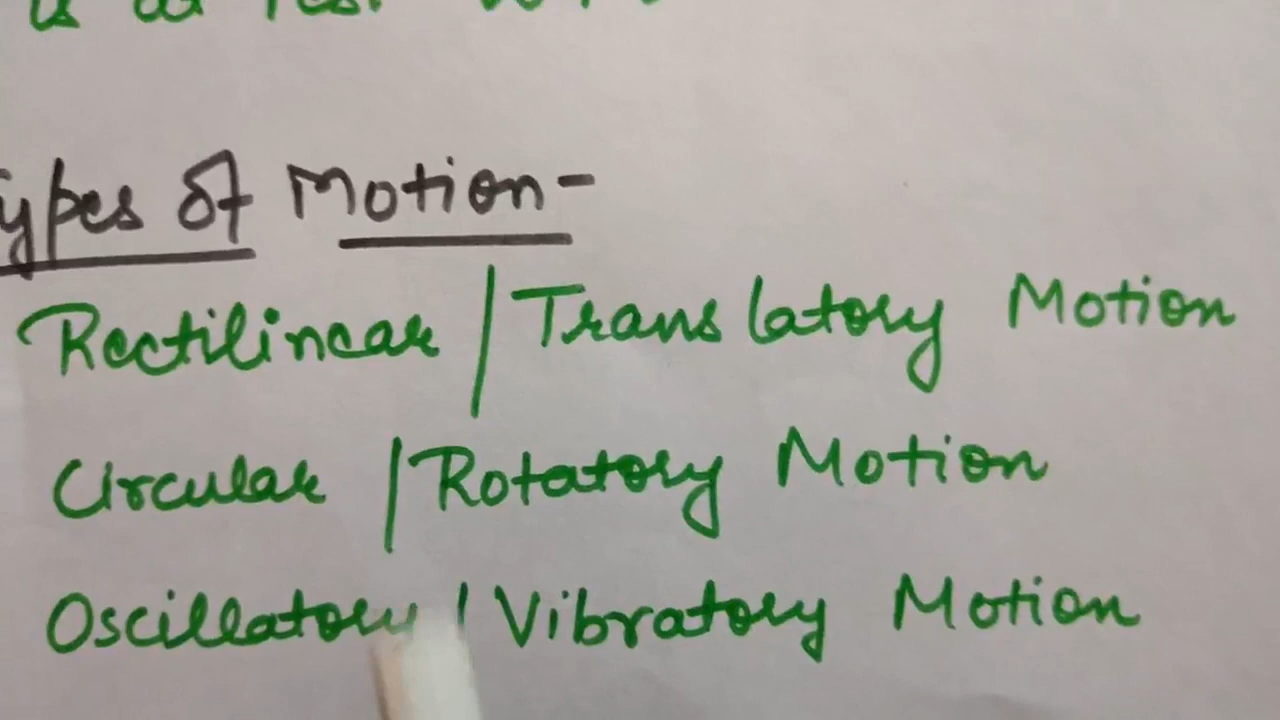 ypes of Motion-
Rectilinear / Translatory Motion
Circular / Rotatory Motion
Oscillatory / Vibratory Motion